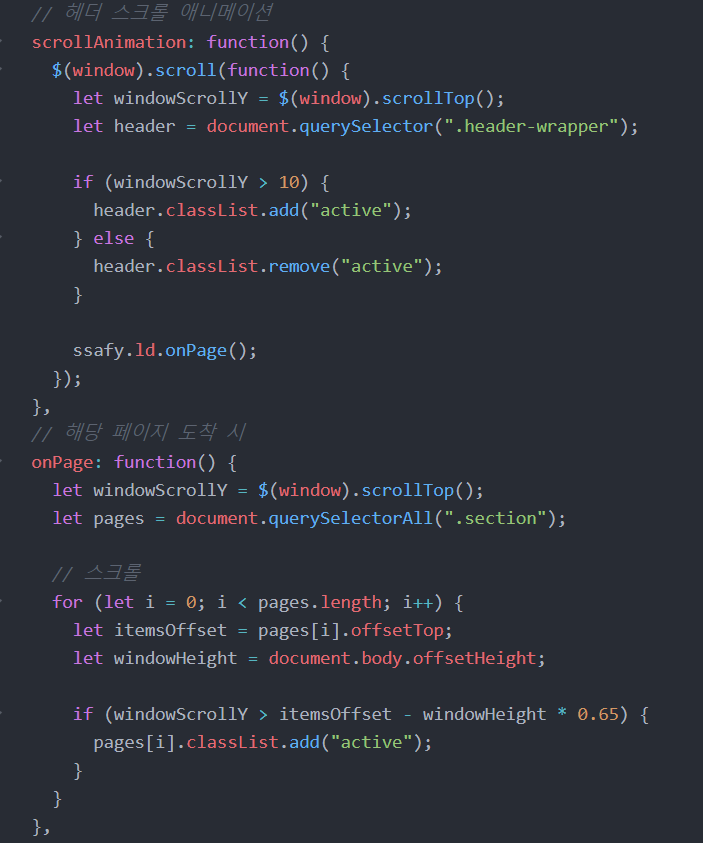 // 헤더 스크롤 애니메이션
scrollAnimation: function() {
$(window).scroll(function() {
let windowScrollY = $(window).scrollTop();
let header = document.querySelector(".header-wrapper");
if (windowScrollY > 10) {
header.classList.add("active");
} else {
header.classList.remove("active");
}
ssafy.ld.onPage();
});
},
// 해당 페이지 도착 시
onPage: function() {
let windowScrollY = $(window).scrollTop();
let pages = document.querySelectorAll(".section");
// 스크롤
for (let i = 0; i < pages.length; i++) {
let itemsOffset = pages[i].offsetTop;
let windowHeight = document.body.offsetHeight;
if (windowScrollY > itemsOffset - windowHeight * 0.65) {
pages[i].classList.add("active");
}
}
},